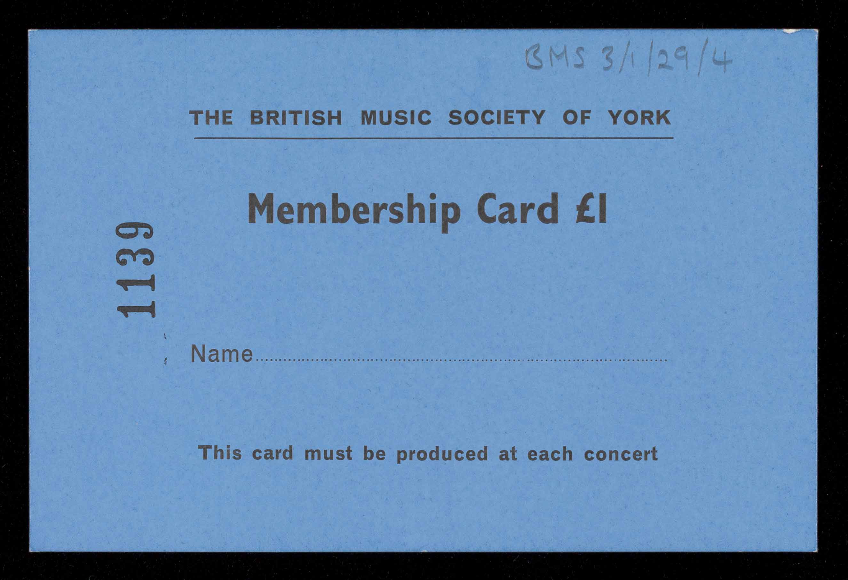 BMS 3/1/29/4
THE BRITISH MUSIC SOCIETY OF YORK
Membership Card £1
1139
Name
This card must be produced at each concert